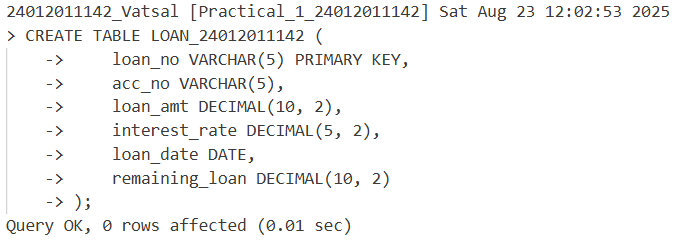 24012011142_Vatsal [Practical_1_24012011142] Sat Aug 23 12:02:53 2025
> CREATE TABLE LOAN_24012011142 (
    ->     loan_no VARCHAR(5) PRIMARY KEY,
    ->     acc_no VARCHAR(5),
    ->     loan_amt DECIMAL(10, 2),
    ->     interest_rate DECIMAL(5, 2),
    ->     loan_date DATE,
    ->     remaining_loan DECIMAL(10, 2)
    -> );
Query OK, 0 rows affected (0.01 sec)